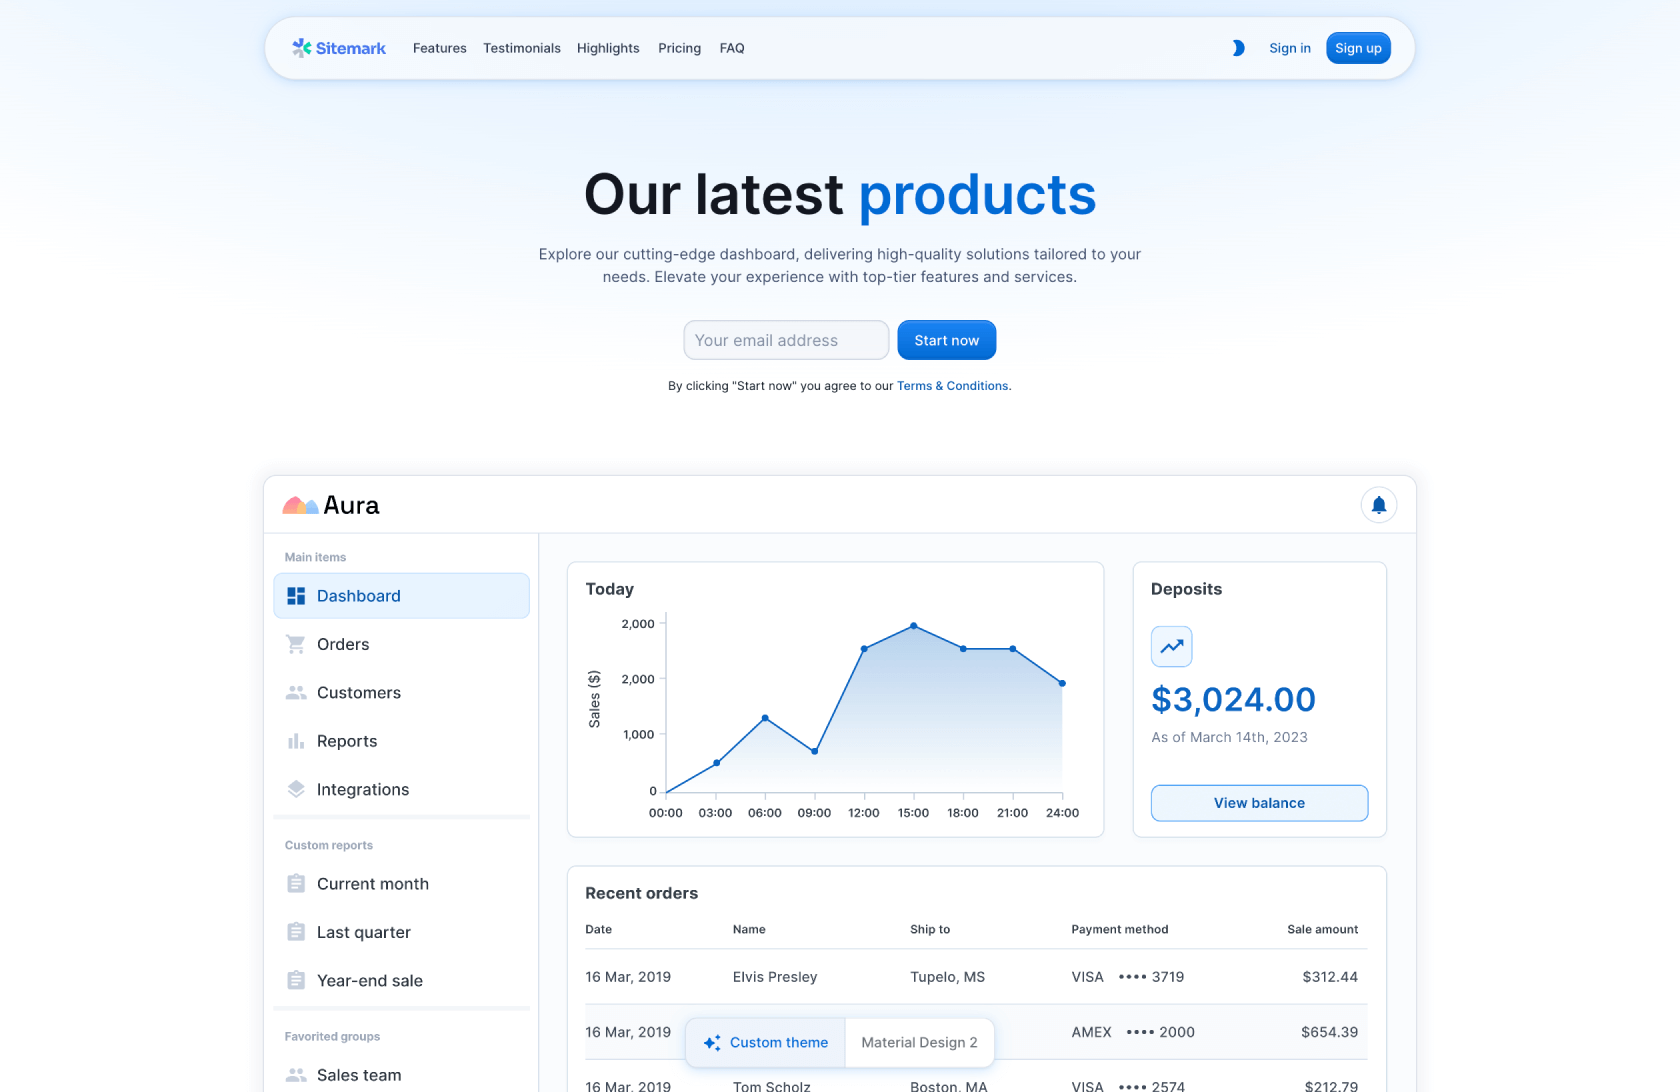 Sitemark Features Testimonials Highlights Pricing FAQ Sign in Sign up
Our latest products
Explore our cutting-edge dashboard, delivering high-quality solutions tailored to your
needs. Elevate your experience with top-tier features and services.
Your email address Start now
By clicking "Start now" you agree to our Terms & Conditions.
Aura
Main items
Dashboard
Orders
Customers
Reports
Integrations
Custom reports
Current month
Last quarter
Year-end sale
Favorited groups
Sales team
Today
Sales ($)
2,000
2,000
1,000
0
00:00 03:00 06:00 09:00 12:00 15:00 18:00 21:00 24:00
Deposits
$3,024.00
As of March 14th, 2023
View balance
Recent orders
Date Name Ship to Payment method Sale amount
16 Mar, 2019 Elvis Presley Tupelo, MS VISA •••• 3719 $312.44
16 Mar, 2019 AMEX •••• 2000 $654.39
Custom theme Material Design 2
16 Mar, 2019 Tom Scholz Boston, MA VISA •••• 2574 $212.79